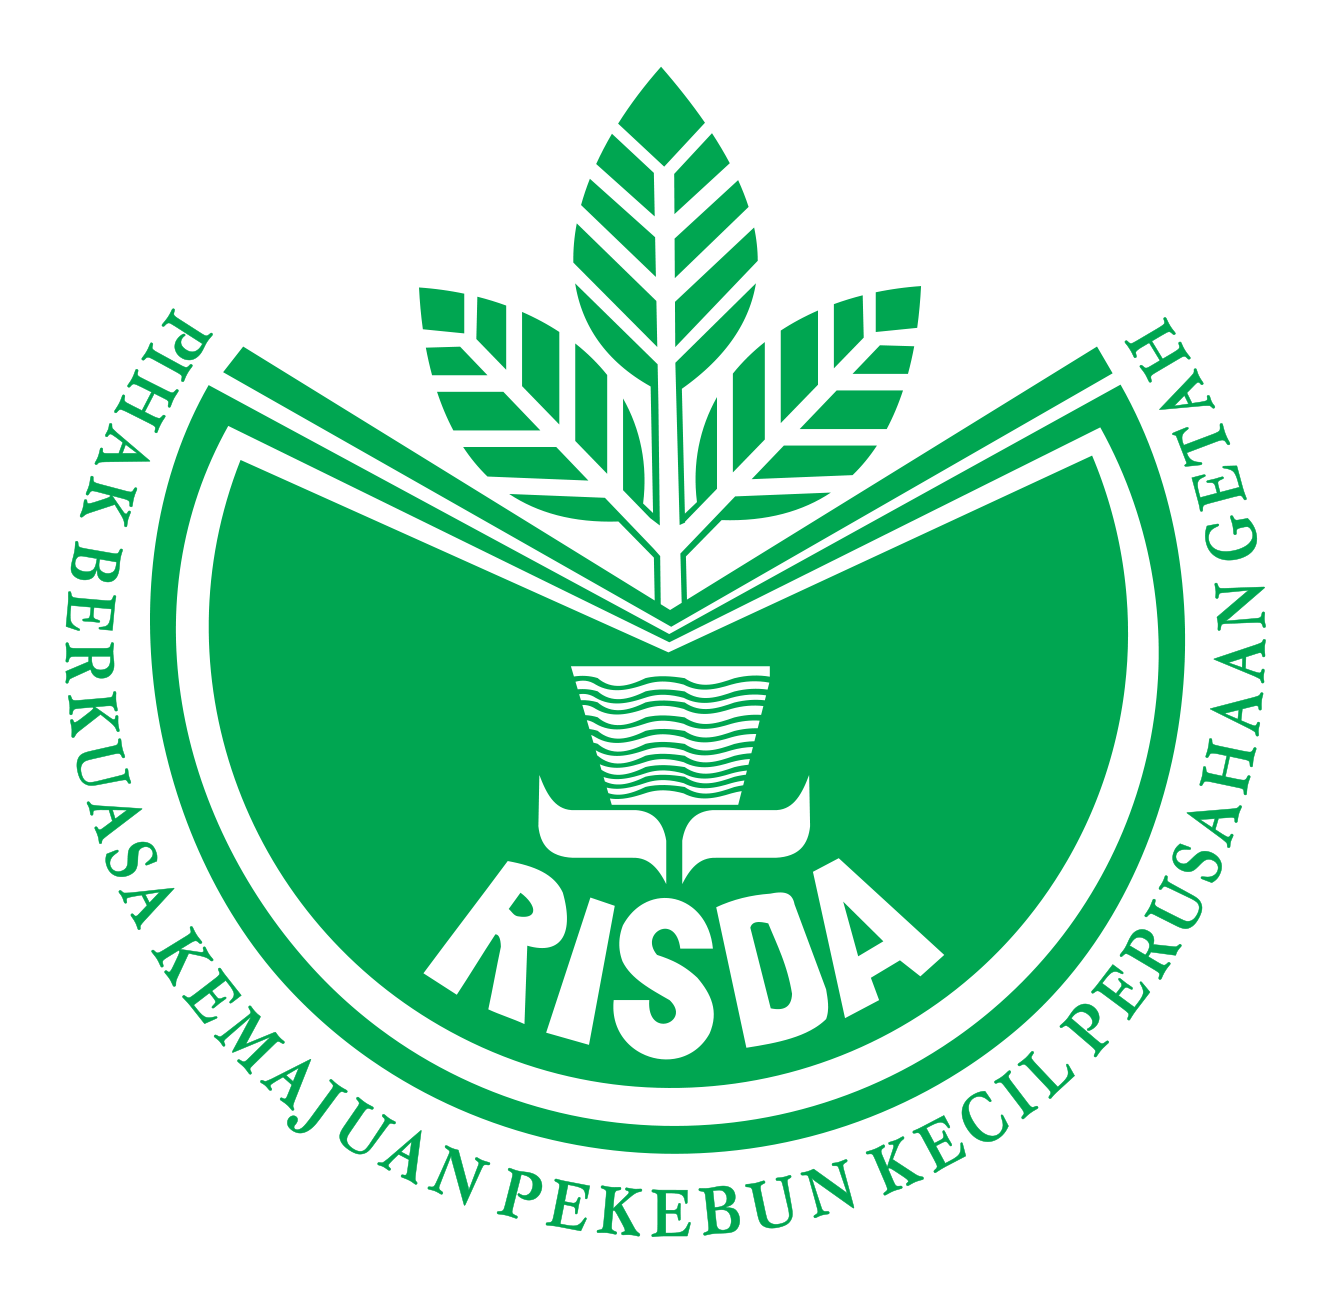 RISDA
PIHAK BERKUASA KEMAJUAN PEKEBUN KECIL PERUSAHAAN GETAH